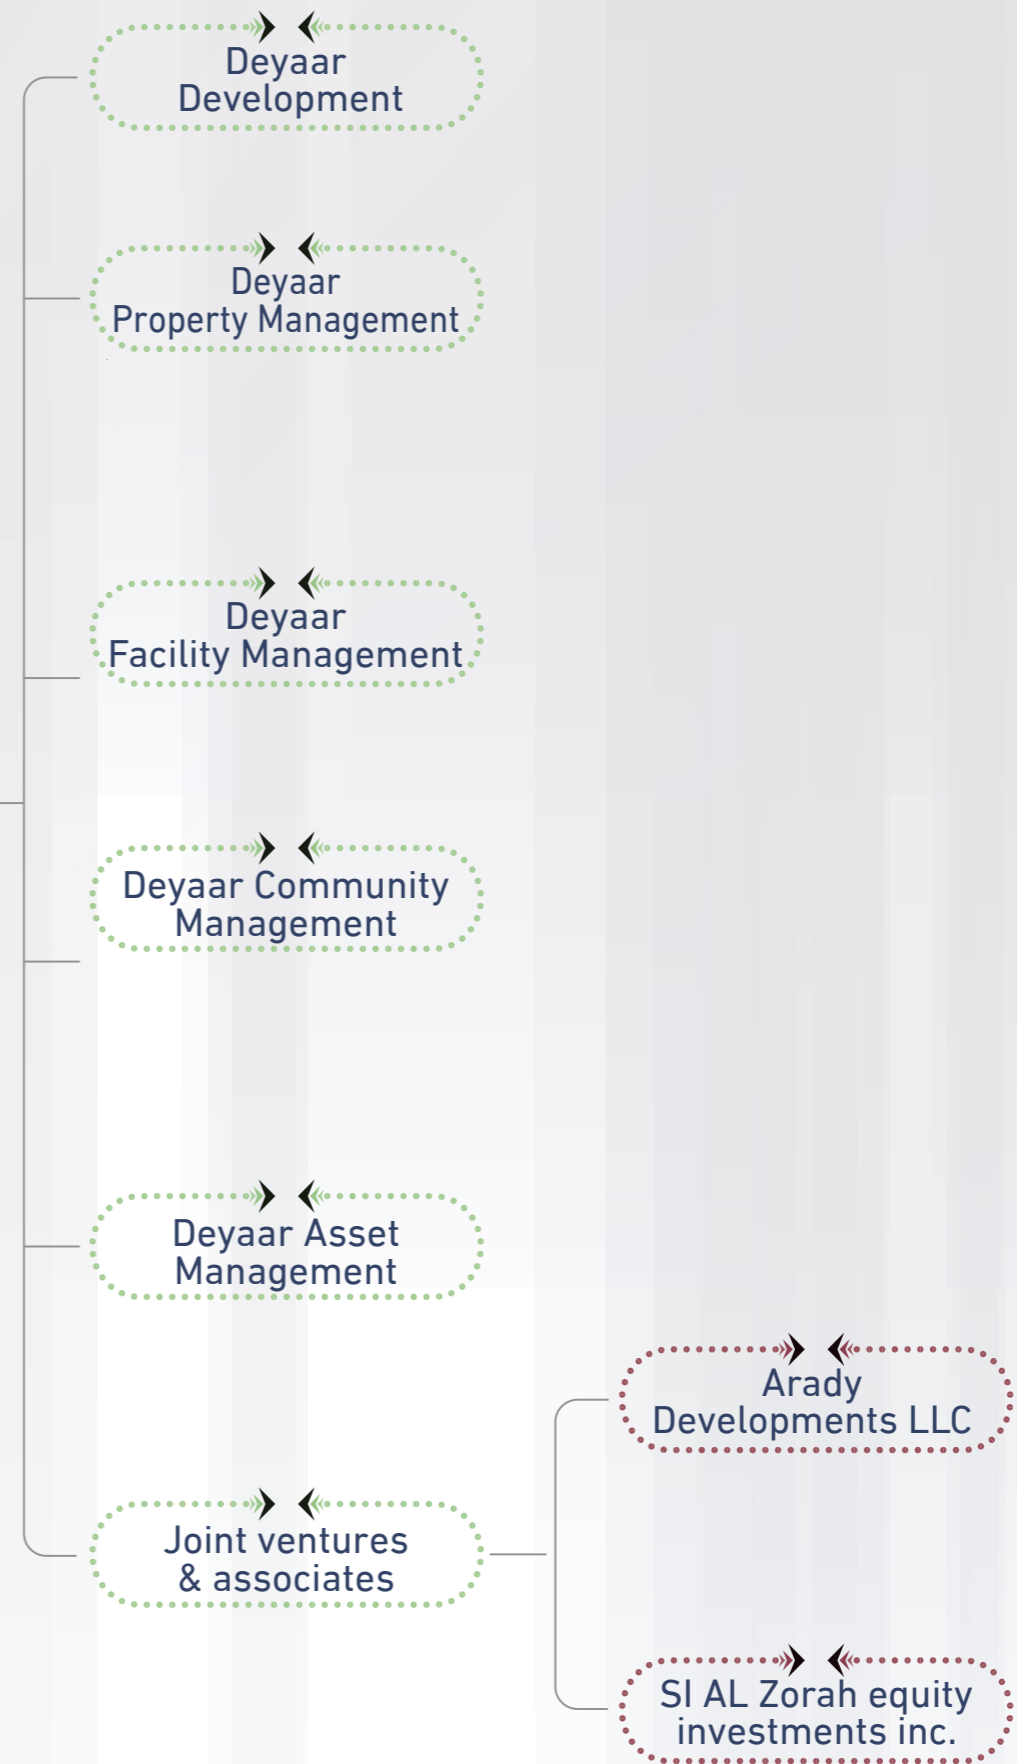 Deyaar
Development
Deyaar
Property Management
Deyaar
Facility Management
Deyaar Community
Management
Deyaar Asset
Management
Joint ventures
& associates
Arady
Developments LLC
SI AL Zorah equity
investments inc.